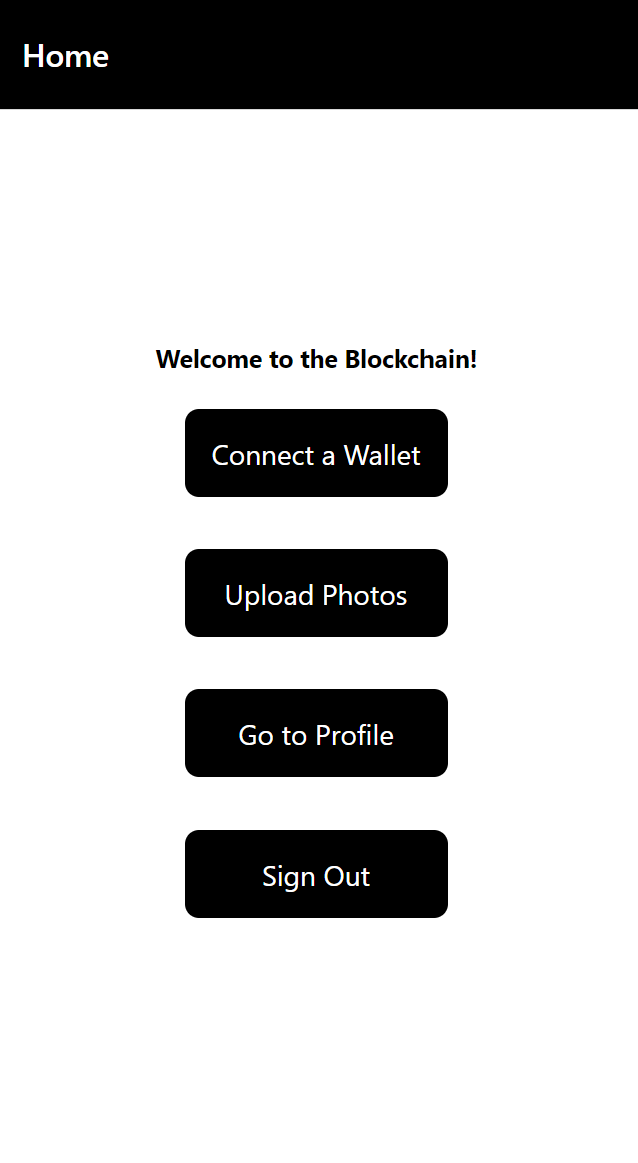 Home
Welcome to the Blockchain!
Connect a Wallet
Upload Photos
Go to Profile
Sign Out